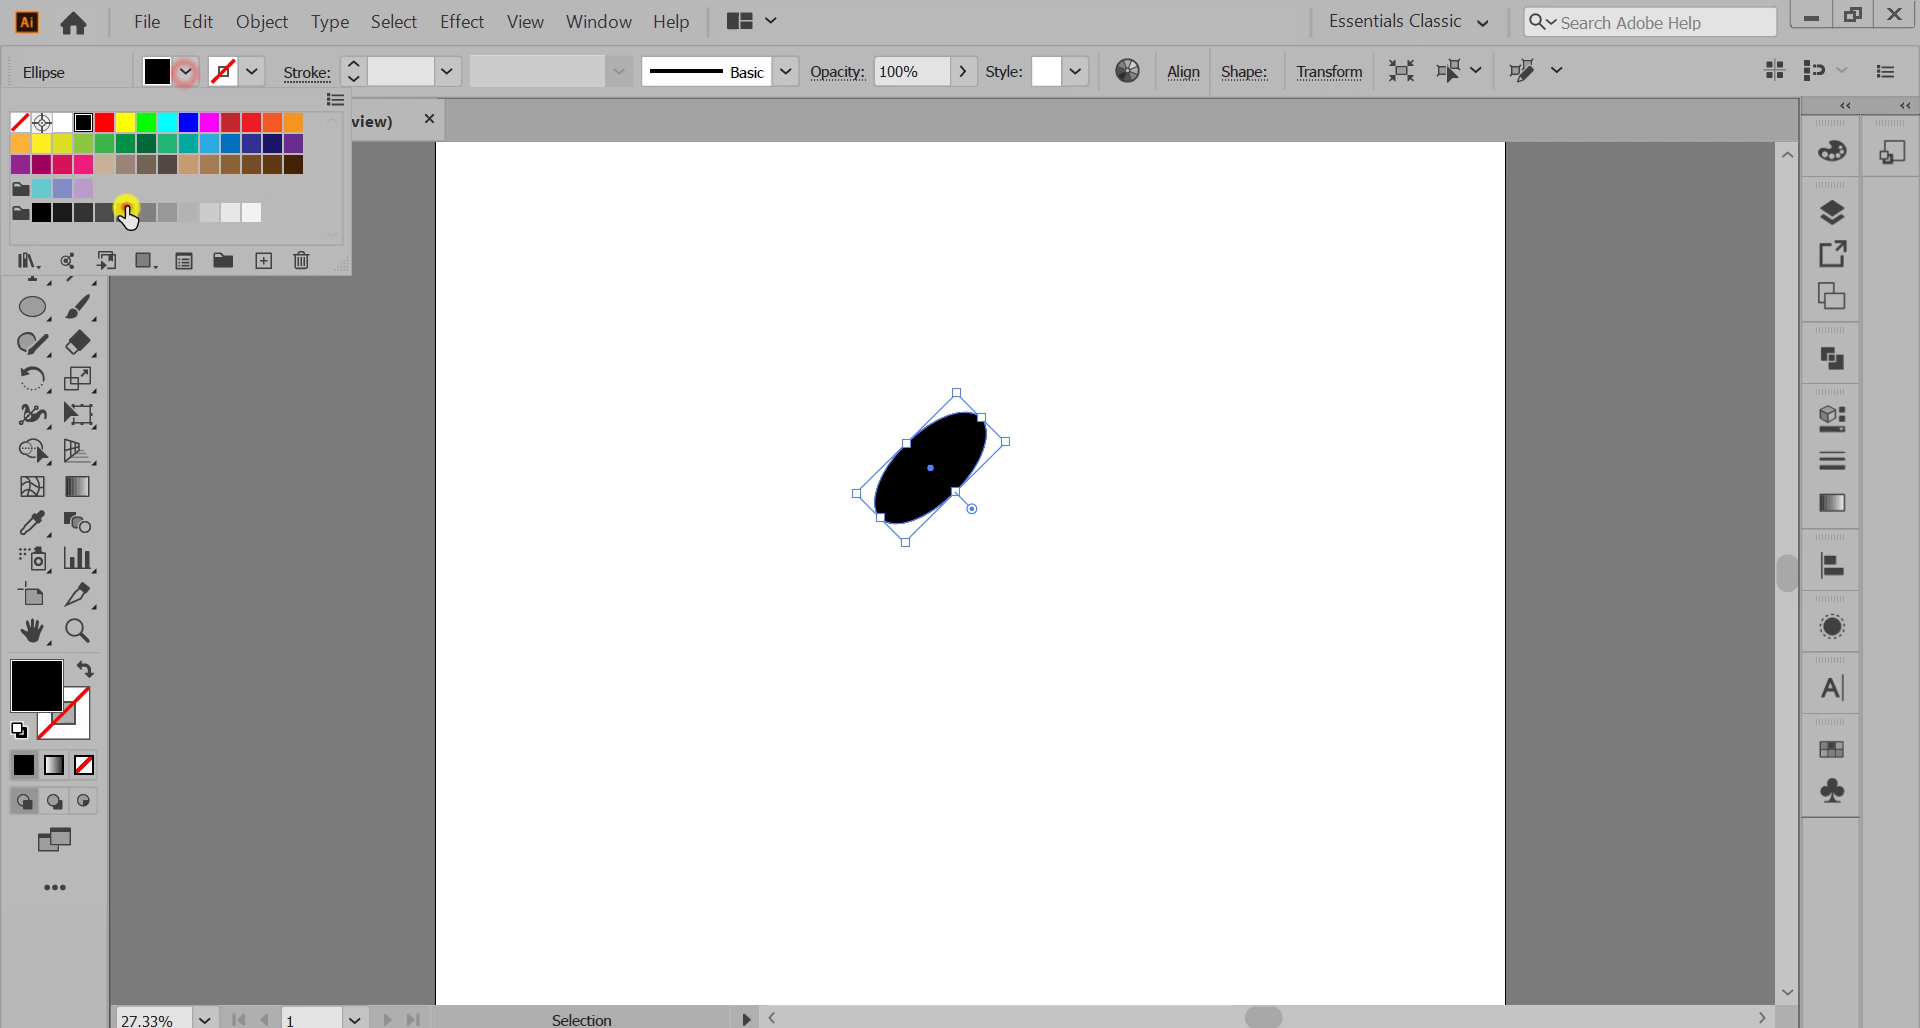 Ai File Edit Object Type Select Effect View Window Help Essentials Classic Search Adobe Help
Ellipse Stroke: Basic Opacity: 100% Style: Align Shape: Transform
view) ×
A
27.33% 1 Selection